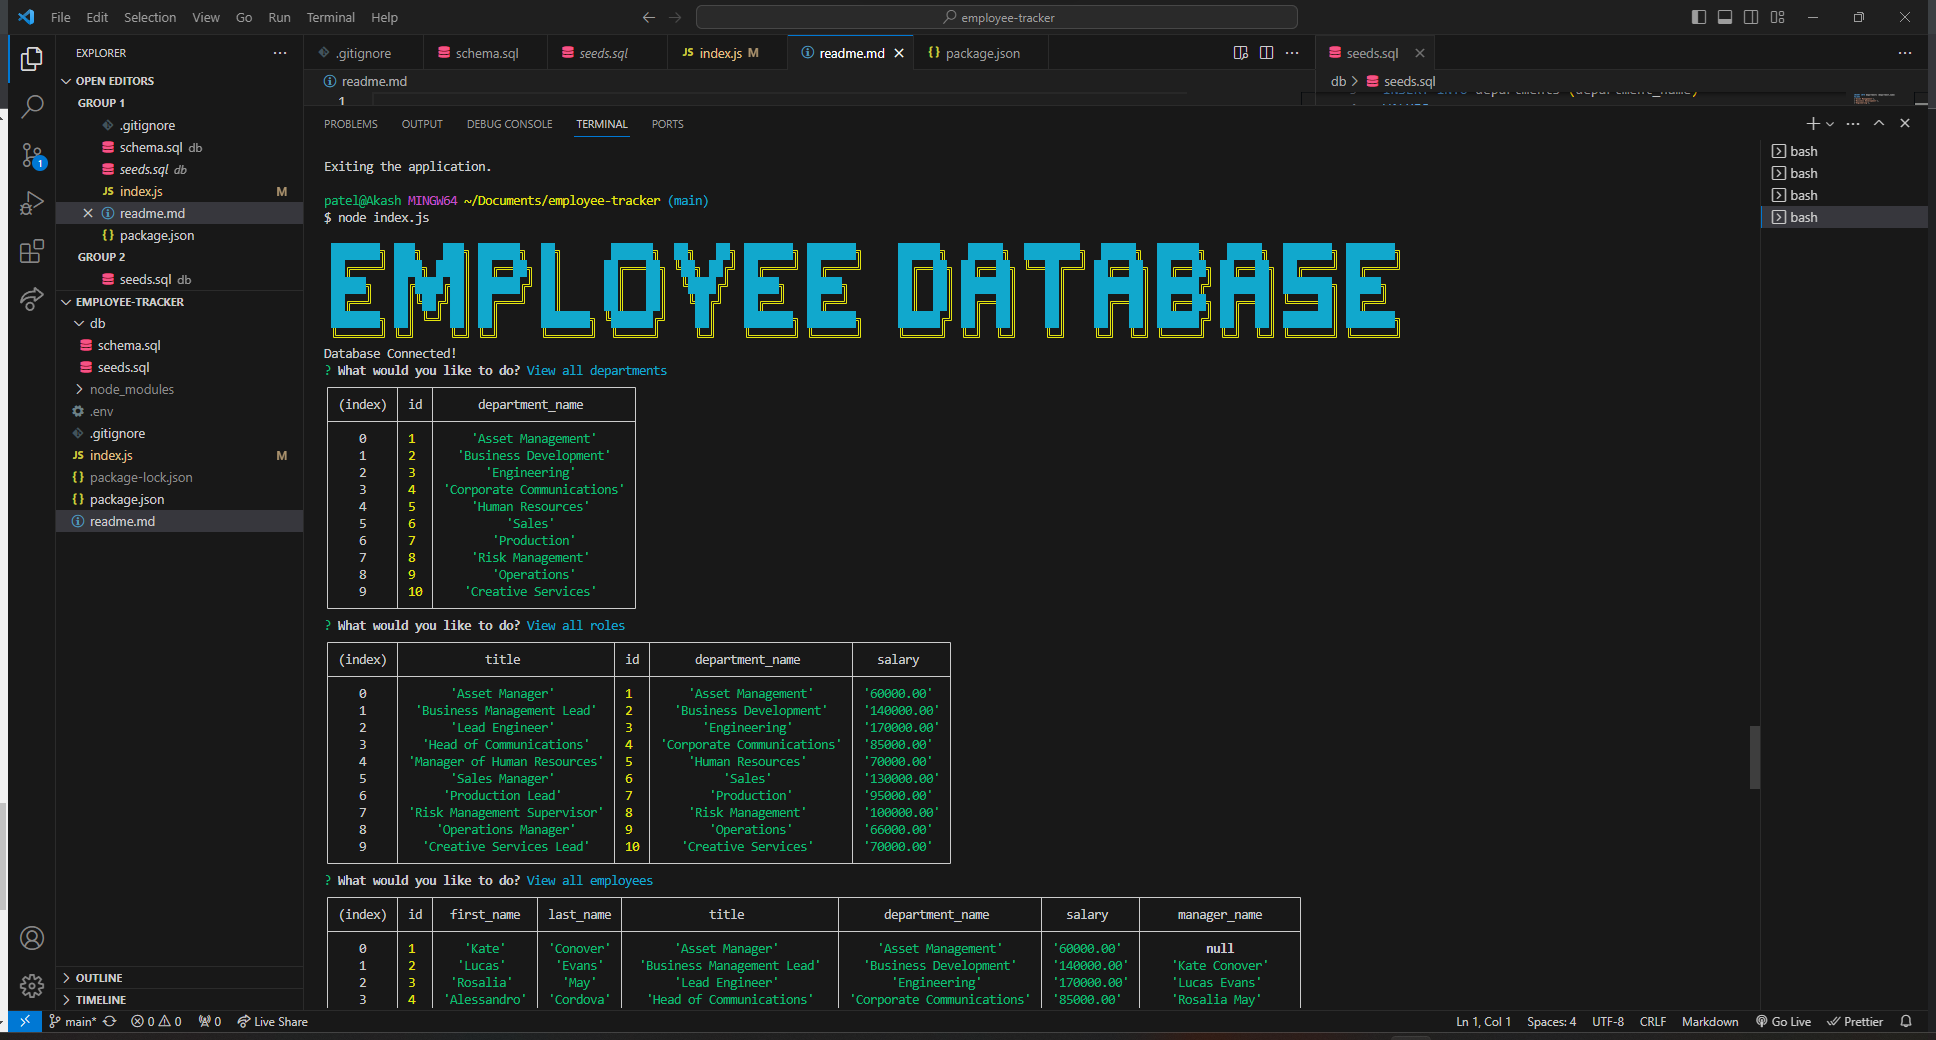 File Edit Selection View Go Run Terminal Help
employee-tracker
EXPLORER
OPEN EDITORS
GROUP 1
.gitignore
schema.sql db
seeds.sql db
JS index.js M
readme.md
{} package.json
GROUP 2
seeds.sql db
EMPLOYEE-TRACKER
db
schema.sql
seeds.sql
node_modules
.env
.gitignore
JS index.js M
{} package-lock.json
{} package.json
readme.md
OUTLINE
TIMELINE
1
.gitignore schema.sql seeds.sql JS index.js M readme.md {} package.json
readme.md
1
seeds.sql
db > seeds.sql
PROBLEMS OUTPUT DEBUG CONSOLE TERMINAL PORTS
bash
bash
bash
bash
Exiting the application.
patel@Akash MINGW64 ~/Documents/employee-tracker (main)
$ node index.js
EMPLOYEE DATABASE
Database Connected!
? What would you like to do? View all departments
(index) id department_name
0 1 'Asset Management'
1 2 'Business Development'
2 3 'Engineering'
3 4 'Corporate Communications'
4 5 'Human Resources'
5 6 'Sales'
6 7 'Production'
7 8 'Risk Management'
8 9 'Operations'
9 10 'Creative Services'
? What would you like to do? View all roles
(index) title id department_name salary
0 'Asset Manager' 1 'Asset Management' '60000.00'
1 'Business Management Lead' 2 'Business Development' '140000.00'
2 'Lead Engineer' 3 'Engineering' '170000.00'
3 'Head of Communications' 4 'Corporate Communications' '85000.00'
4 'Manager of Human Resources' 5 'Human Resources' '70000.00'
5 'Sales Manager' 6 'Sales' '130000.00'
6 'Production Lead' 7 'Production' '95000.00'
7 'Risk Management Supervisor' 8 'Risk Management' '100000.00'
8 'Operations Manager' 9 'Operations' '66000.00'
9 'Creative Services Lead' 10 'Creative Services' '70000.00'
? What would you like to do? View all employees
(index) id first_name last_name title department_name salary manager_name
0 1 'Kate' 'Conover' 'Asset Manager' 'Asset Management' '60000.00' null
1 2 'Lucas' 'Evans' 'Business Management Lead' 'Business Development' '140000.00' 'Kate Conover'
2 3 'Rosalia' 'May' 'Lead Engineer' 'Engineering' '170000.00' 'Lucas Evans'
3 4 'Alessandro' 'Cordova' 'Head of Communications' 'Corporate Communications' '85000.00' 'Rosalia May'
main* 0 0 0 Live Share
Ln 1, Col 1 Spaces: 4 UTF-8 CRLF Markdown Go Live Prettier